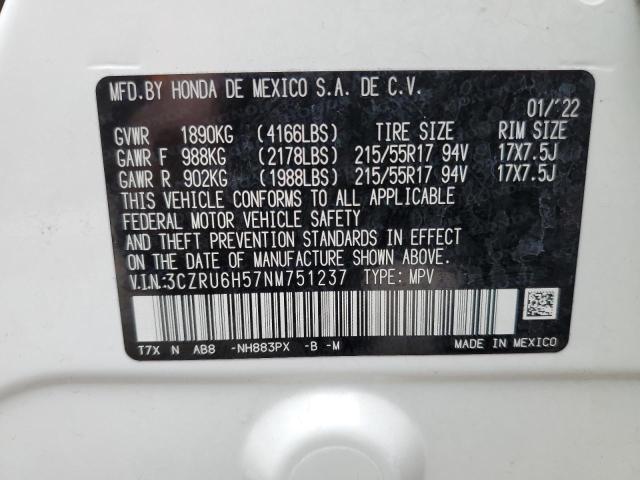 MFD.BY HONDA DE MEXICO S.A. DE C.V.
01/'22
GVWR 1890KG (4166LBS) TIRE SIZE RIM SIZE
GAWR F 988KG (2178LBS) 215/55R17 94V 17X7.5J
GAWR R 902KG (1988LBS) 215/55R17 94V 17X7.5J
THIS VEHICLE CONFORMS TO ALL APPLICABLE
FEDERAL MOTOR VEHICLE SAFETY
AND THEFT PREVENTION STANDARDS IN EFFECT
ON THE DATE OF MANUFACTURE SHOWN ABOVE.
V.I.N.:3CZRU6H57NM751237 TYPE: MPV
T7X N AB8 -NH883PX -B -M MADE IN MEXICO